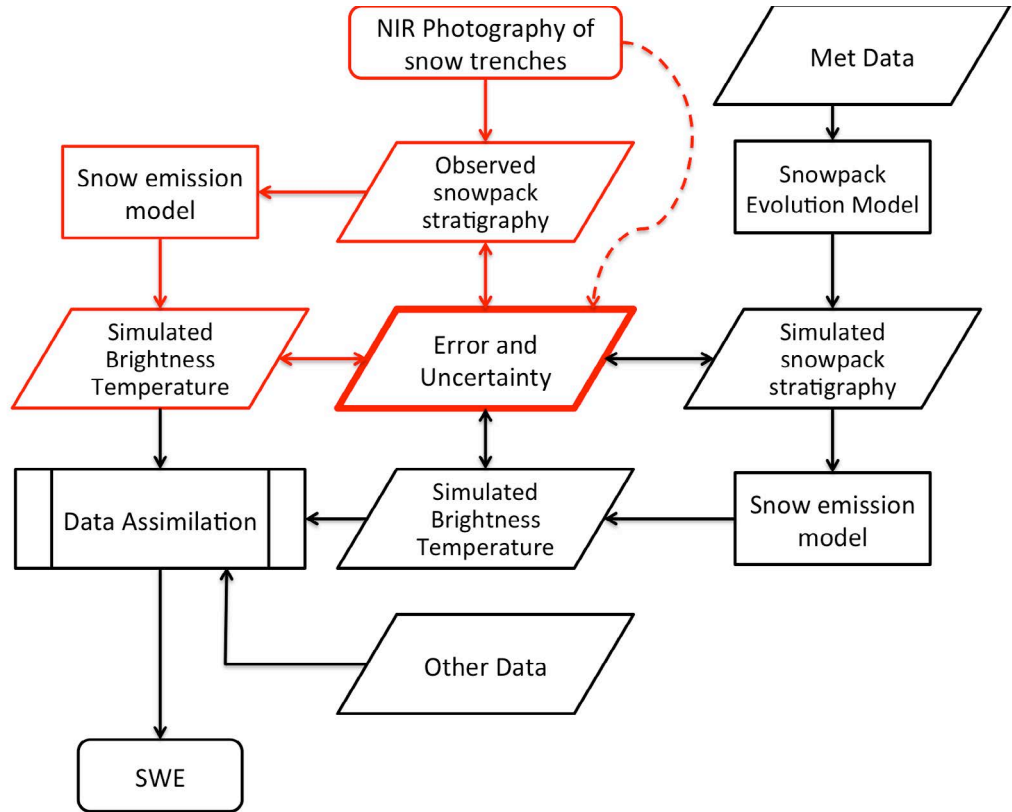 NIR Photography of
snow trenches
Met Data
Snow emission
model
Observed
snowpack
stratigraphy
Snowpack
Evolution Model
Simulated
Brightness
Temperature
Error and
Uncertainty
Simulated
snowpack
stratigraphy
Data Assimilation
Simulated
Brightness
Temperature
Snow emission
model
Other Data
SWE